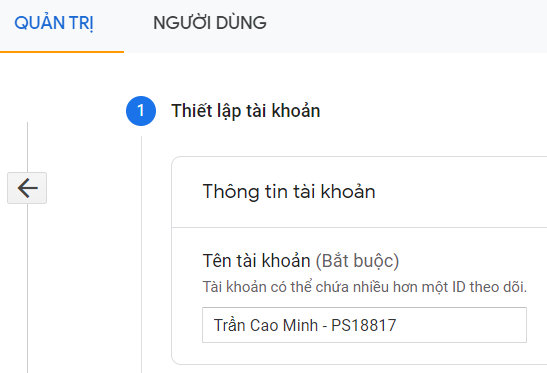 QUẢN TRỊ
NGƯỜI DÙNG
1 Thiết lập tài khoản
Thông tin tài khoản
Tên tài khoản (Bắt buộc)
Tài khoản có thể chứa nhiều hơn một ID theo dõi.
Trần Cao Minh - PS18817